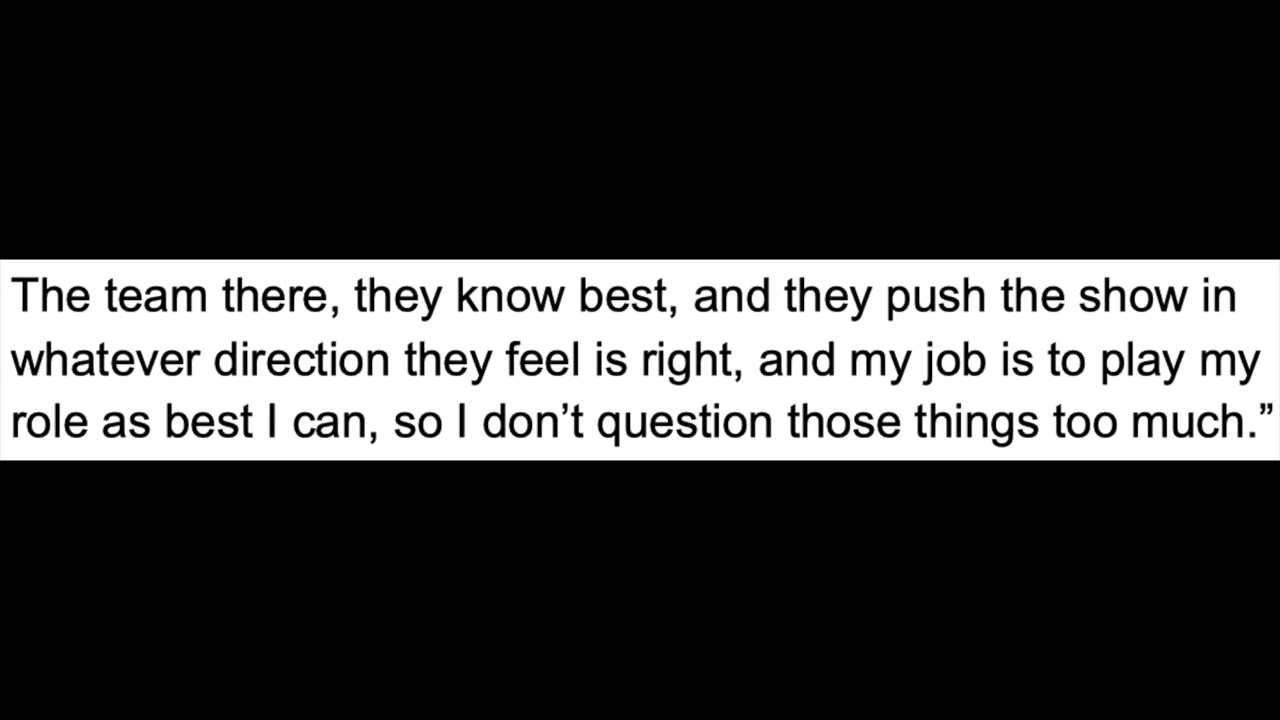 The team there, they know best, and they push the show in
whatever direction they feel is right, and my job is to play my
role as best I can, so I don’t question those things too much.”